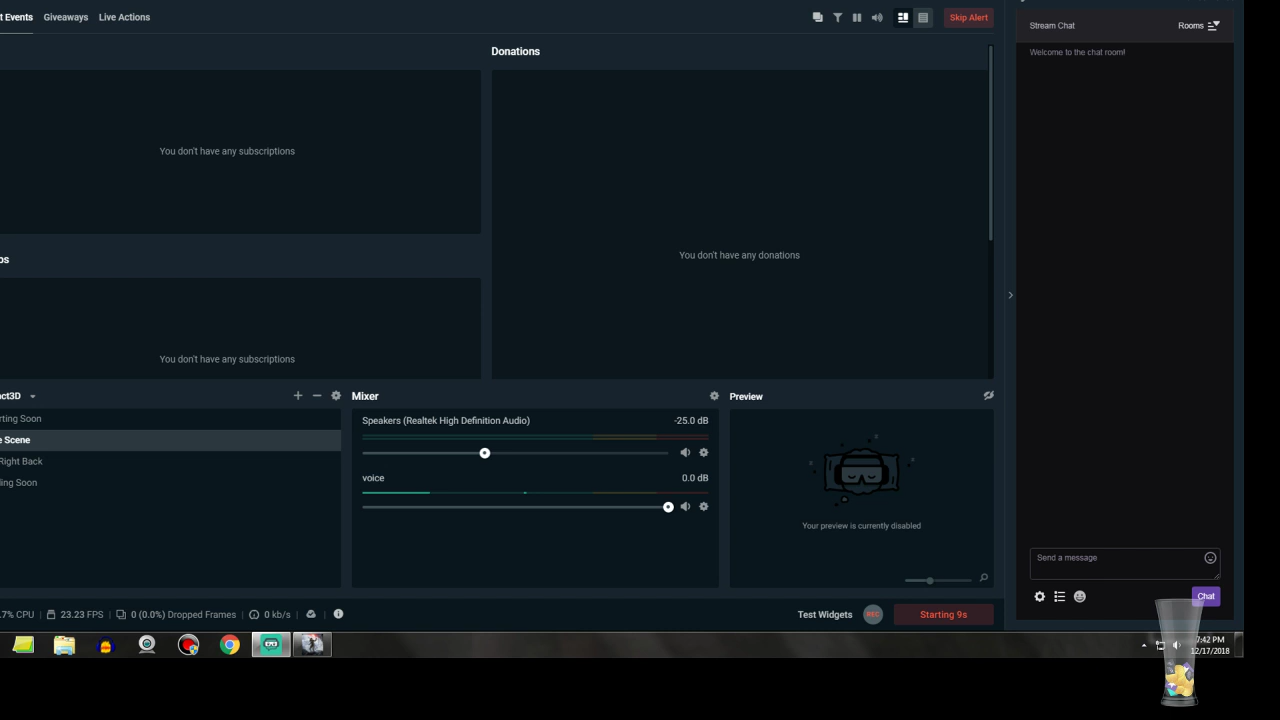 t Events Giveaways Live Actions
Skip Alert
Stream Chat Rooms
Welcome to the chat room!
Donations
You don't have any subscriptions
You don't have any donations
ps
You don't have any subscriptions
ect3D
rting Soon
e Scene
Right Back
ding Soon
Mixer
Speakers (Realtek High Definition Audio) -25.0 dB
voice 0.0 dB
Preview
Your preview is currently disabled
Send a message
Chat
.7% CPU 23.23 FPS 0 (0.0%) Dropped Frames 0 kb/s
Test Widgets REC Starting 9s
7:42 PM
12/17/2018